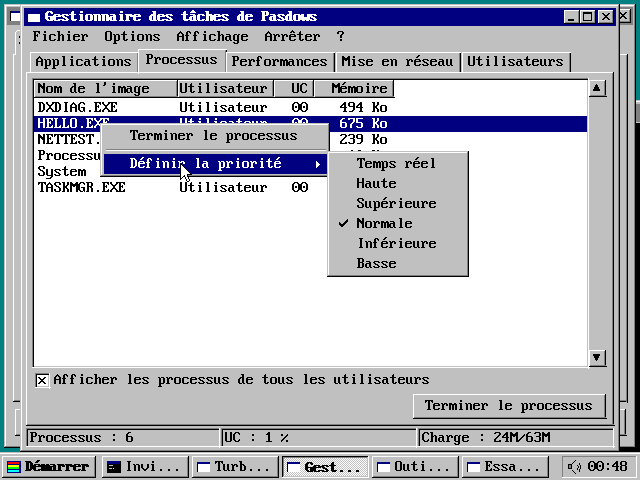 Gestionnaire des tâches de Pasdows
Fichier Options Affichage Arrêter ?
Applications Processus Performances Mise en réseau Utilisateurs
Nom de l'image Utilisateur UC Mémoire
DXDIAG.EXE Utilisateur 00 494 Ko
HELLO.EXE 675 Ko
NETTEST. 239 Ko
Processu
System
TASKMGR.EXE Utilisateur 00
Terminer le processus
Définir la priorité
Temps réel
Haute
Supérieure
Normale
Inférieure
Basse
Afficher les processus de tous les utilisateurs
Terminer le processus
Processus : 6 UC : 1 % Charge : 24M/63M
Démarrer Invi... Turb... Gest... Outi... Essa... 00:48